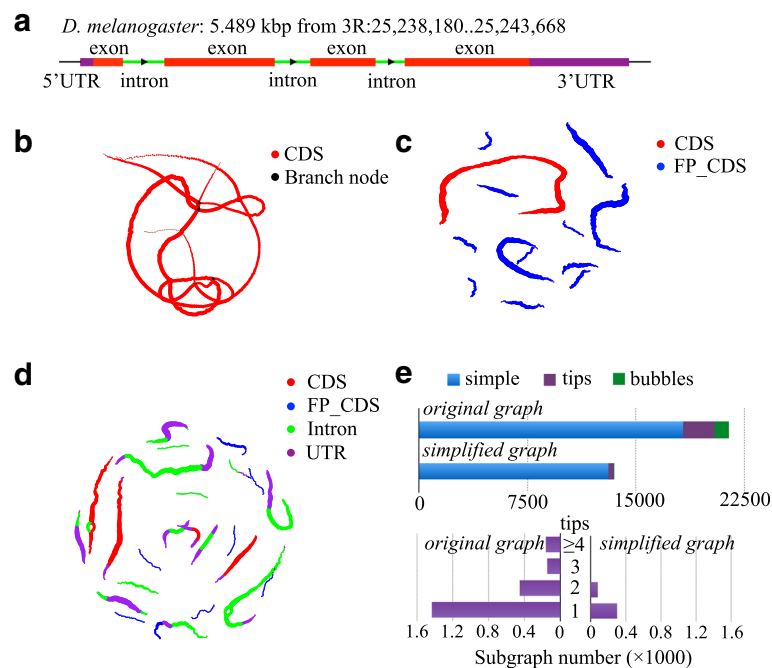 a
D. melanogaster: 5.489 kbp from 3R:25,238,180..25,243,668
exon exon exon exon
5'UTR intron intron intron 3'UTR
b
CDS
Branch node
c
CDS
FP_CDS
d
CDS
FP_CDS
Intron
UTR
e
simple tips bubbles
original graph
simplified graph
0 7500 15000 22500
tips
original graph ≥4 simplified graph
3
2
1
1.6 1.2 0.8 0.4 0 0 0.4 0.8 1.2 1.6
Subgraph number (×1000)